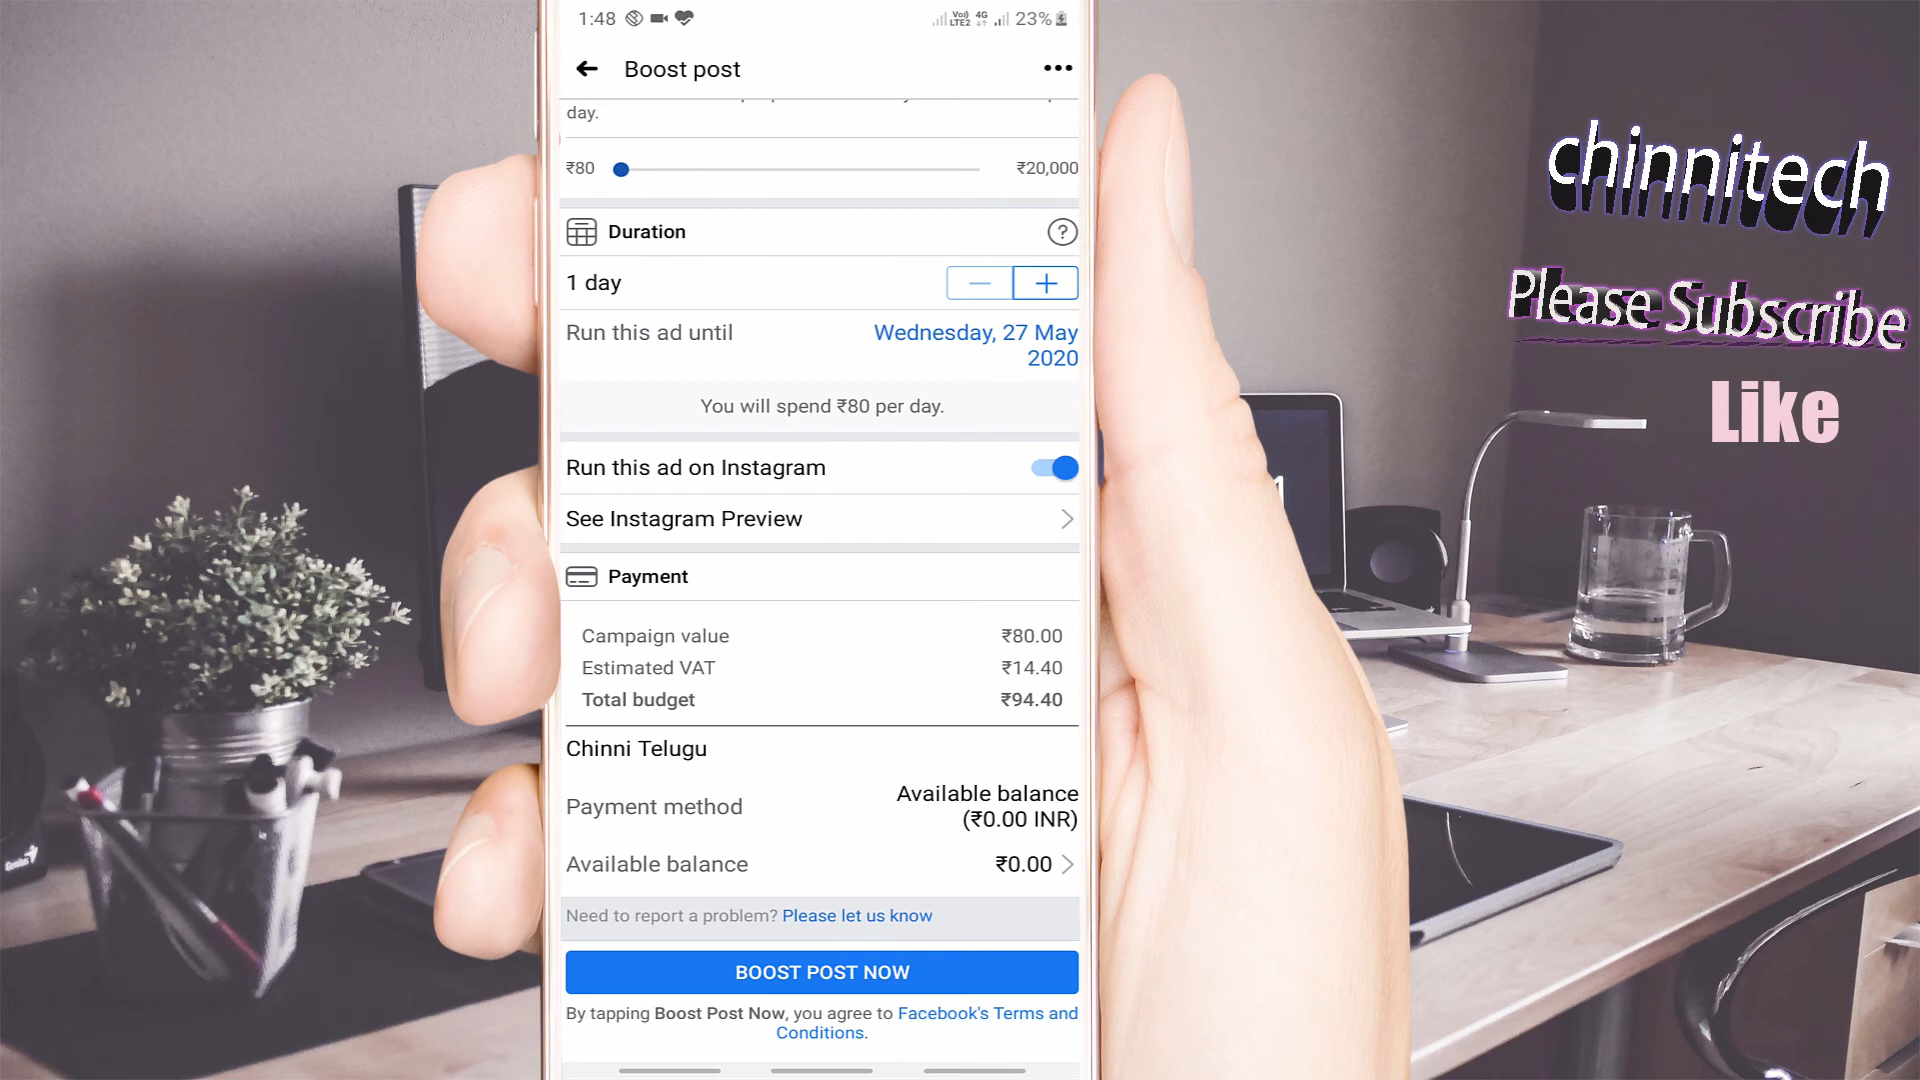 1:48
Vo))
LTE2
4G
23%
Boost post
day.
₹80
₹20,000
Duration
?
1 day
Run this ad until
Wednesday, 27 May
2020
You will spend ₹80 per day.
Run this ad on Instagram
See Instagram Preview
Payment
Campaign value ₹80.00
Estimated VAT ₹14.40
Total budget ₹94.40
Chinni Telugu
Payment method
Available balance
(₹0.00 INR)
Available balance ₹0.00
Need to report a problem? Please let us know
BOOST POST NOW
By tapping Boost Post Now, you agree to Facebook's Terms and
Conditions.
chinnitech
Please Subscribe
Like
Genius